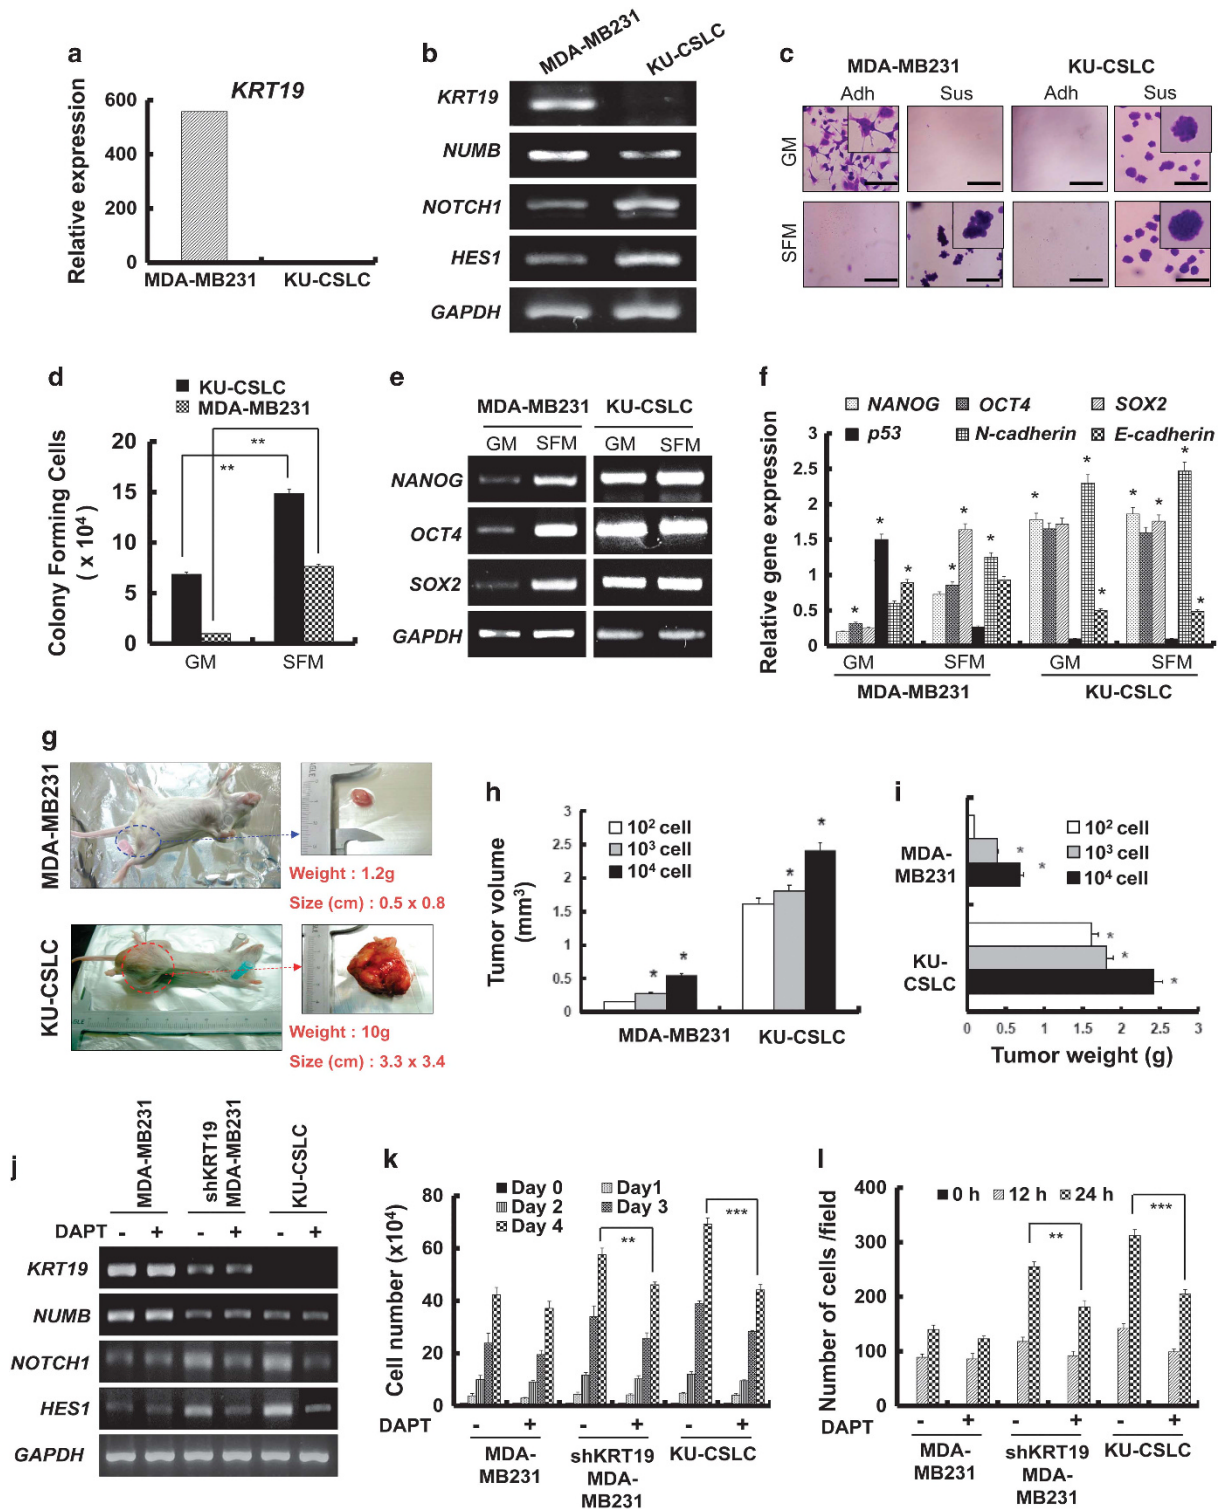 a
KRT19
Relative expression
600
400
200
0
MDA-MB231
KU-CSLC
b
MDA-MB231
KU-CSLC
KRT19
NUMB
NOTCH1
HES1
GAPDH
c
MDA-MB231
KU-CSLC
Adh
Sus
Adh
Sus
GM
SFM
d
KU-CSLC
MDA-MB231
Colony Forming Cells
( x 10⁴)
20
15
10
5
0
**
**
GM
SFM
e
MDA-MB231
KU-CSLC
GM
SFM
GM
SFM
NANOG
OCT4
SOX2
GAPDH
f
NANOG
OCT4
SOX2
p53
N-cadherin
E-cadherin
Relative gene expression
3
2.5
2
1.5
1
0.5
0
* * * * * * * * * * * * *
GM
SFM
GM
SFM
MDA-MB231
KU-CSLC
g
MDA-MB231
Weight : 1.2g
Size (cm) : 0.5 x 0.8
KU-CSLC
Weight : 10g
Size (cm) : 3.3 x 3.4
h
10² cell
10³ cell
10⁴ cell
Tumor volume
(mm³)
3
2.5
2
1.5
1
0.5
0
* * * *
MDA-MB231
KU-CSLC
i
10² cell
10³ cell
10⁴ cell
MDA-
MB231
KU-
CSLC
* * * * *
0
0.5
1
1.5
2
2.5
3
Tumor weight (g)
j
MDA-MB231
shKRT19
MDA-MB231
KU-CSLC
DAPT - + - + - +
KRT19
NUMB
NOTCH1
HES1
GAPDH
k
Day 0
Day1
Day 2
Day 3
Day 4
Cell number (x10⁴)
80
60
40
20
0
**
***
DAPT - + - + - +
MDA-
MB231
shKRT19
MDA-
MB231
KU-CSLC
l
0 h
12 h
24 h
Number of cells /field
400
300
200
100
0
**
***
DAPT - + - + - +
MDA-
MB231
shKRT19
MDA-
MB231
KU-CSLC